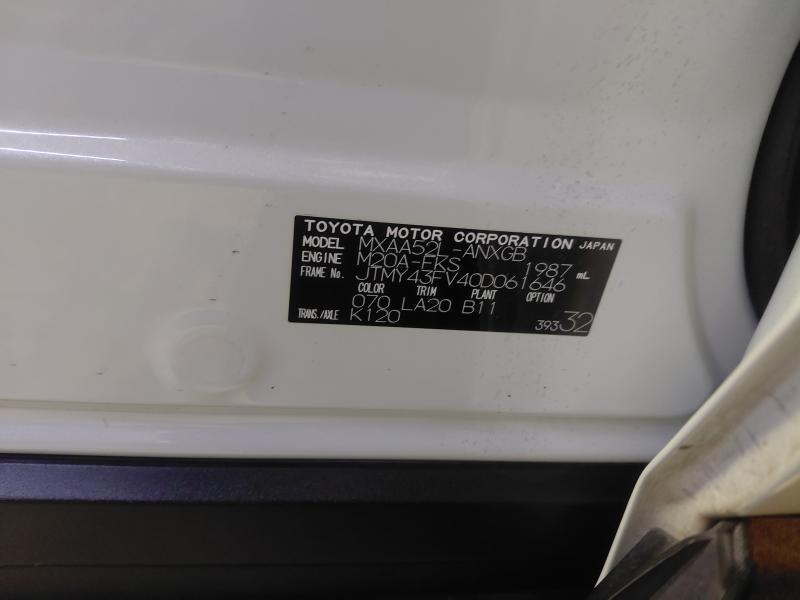 TOYOTA MOTOR CORPORATION JAPAN
MODEL MXAA52L-ANXGB
ENGINE M20A-FKS 1987 mL
FRAME No. JTMY43FV40D061646
COLOR TRIM PLANT OPTION
070 LA20 B11
TRANS./AXLE K120 39332